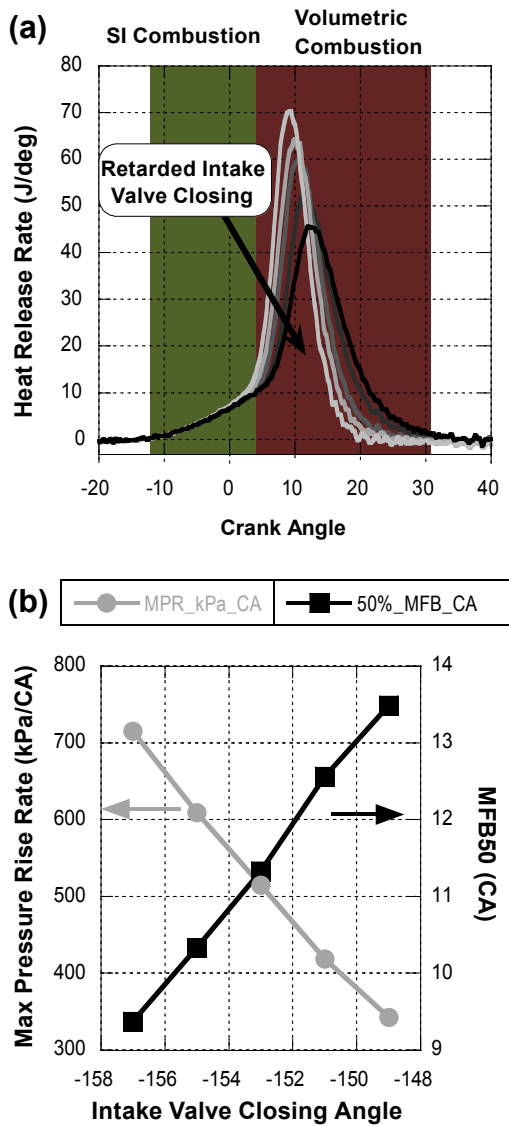 (a)
SI Combustion
Volumetric
Combustion
Heat Release Rate (J/deg)
80
70
60
50
40
30
20
10
0
Retarded Intake
Valve Closing
-20 -10 0 10 20 30 40
Crank Angle
(b)
MPR_kPa_CA 50%_MFB_CA
Max Pressure Rise Rate (kPa/CA)
800
700
600
500
400
300
14
13
12
11
10
9
MFB50 (CA)
-158 -156 -154 -152 -150 -148
Intake Valve Closing Angle